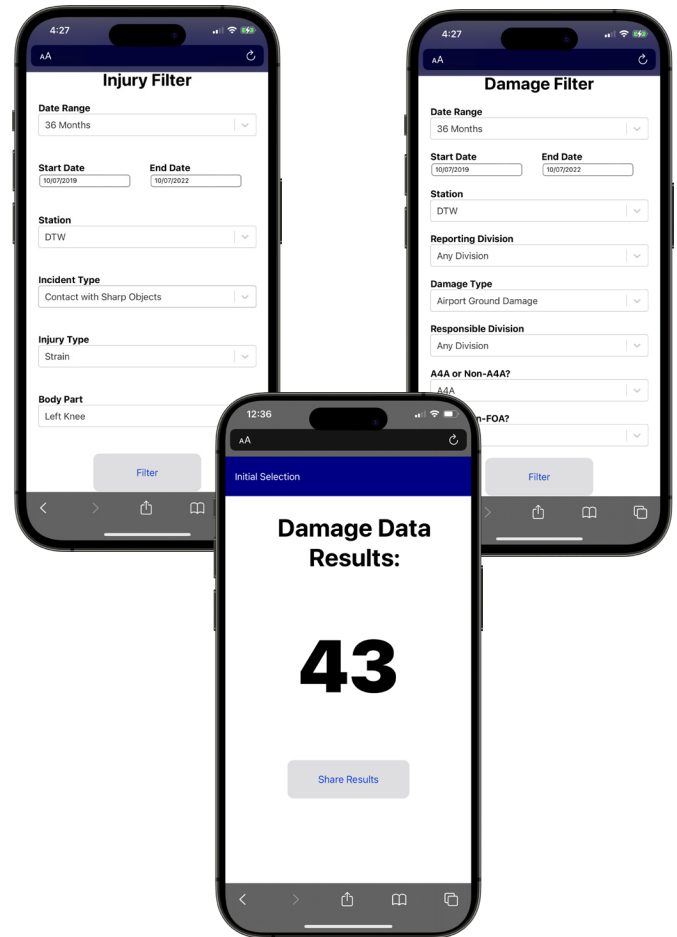 4:27
AA
Injury Filter
Date Range
36 Months
Start Date End Date
10/07/2019 10/07/2022
Station
DTW
Incident Type
Contact with Sharp Objects
Injury Type
Strain
Body Part
Left Knee
Filter
4:27
AA
Damage Filter
Date Range
36 Months
Start Date End Date
10/07/2019 10/07/2022
Station
DTW
Reporting Division
Any Division
Damage Type
Airport Ground Damage
Responsible Division
Any Division
A4A or Non-A4A?
A4A
n-FOA?
Filter
12:36
AA
Initial Selection
Damage Data
Results:
43
Share Results